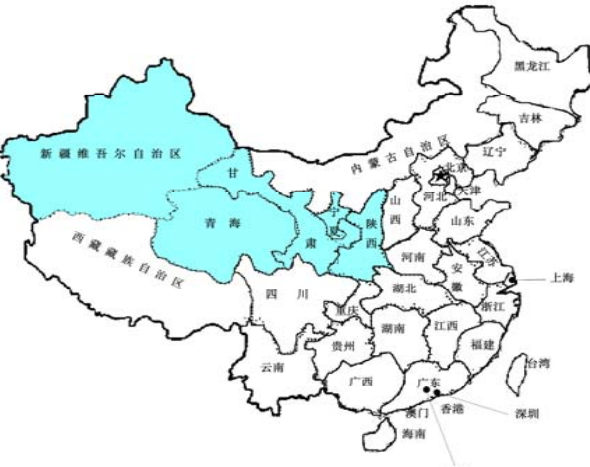 黑龙江
吉林
辽宁
内蒙古自治区
北京
天津
河北
山西
山东
新疆维吾尔自治区
甘
肃
青海
宁夏
陕西
西藏藏族自治区
河南
江苏
安徽
上海
四川
重庆
湖北
浙江
湖南
江西
贵州
福建
云南
广西
广东
台湾
澳门
香港
深圳
海南